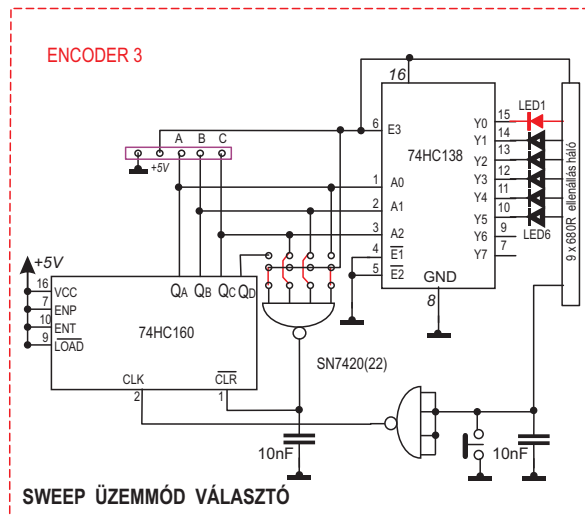 ENCODER 3
16
LED1
A B C
+5V
6 E3
74HC138
Y0 15
Y1 14
Y2 13
Y3 12
Y4 11
Y5 10
Y6 9
Y7 7
LED6
1 A0
2 A1
3 A2
4 E1
5 E2
GND
8
9 x 680R ellenállás háló
+5V
16 VCC
7 ENP
10 ENT
9 LOAD
QA QB QC QD
74HC160
CLK
2
CLR
1
SN7420(22)
10nF
10nF
SWEEP ÜZEMMÓD VÁLASZTÓ